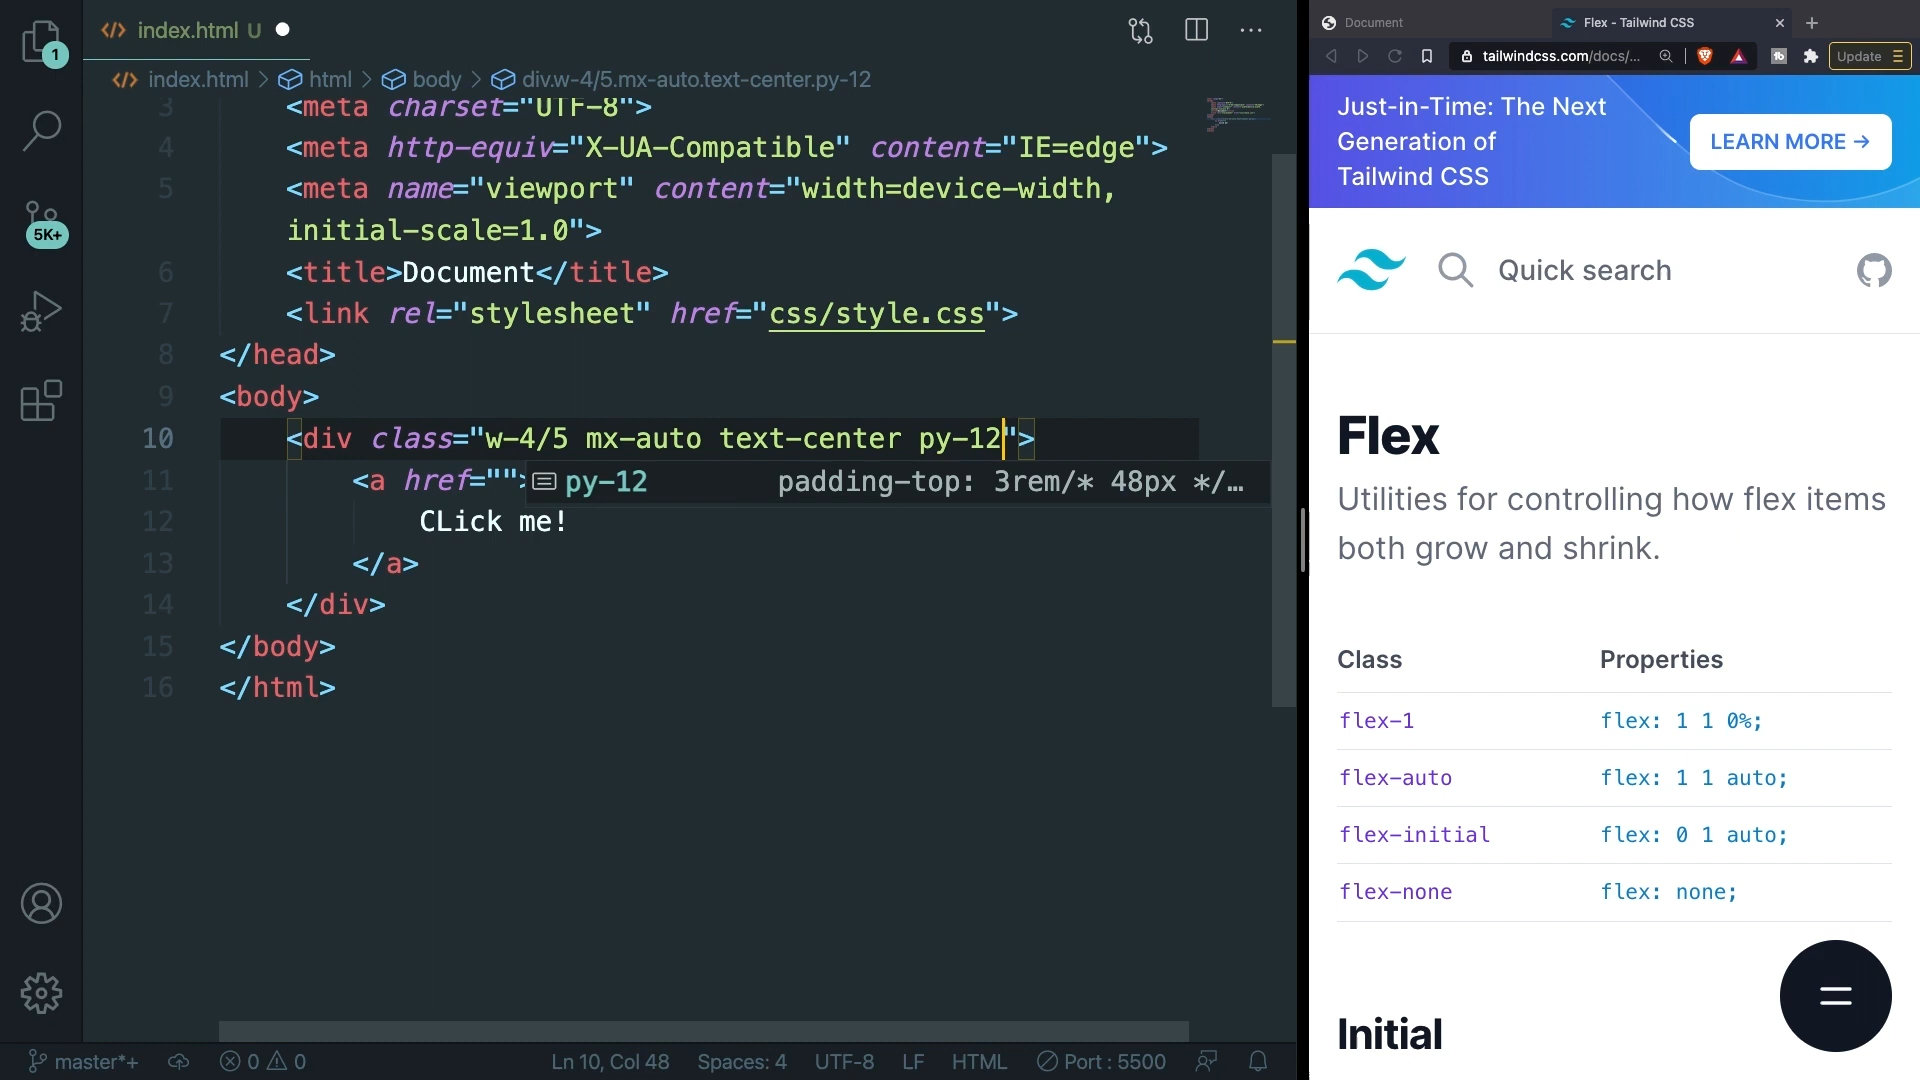 1
5K+
index.html U
index.html > html > body > div.w-4/5.mx-auto.text-center.py-12
3 <meta charset="UTF-8">
4 <meta http-equiv="X-UA-Compatible" content="IE=edge">
5 <meta name="viewport" content="width=device-width,
initial-scale=1.0">
6 <title>Document</title>
7 <link rel="stylesheet" href="css/style.css">
8 </head>
9 <body>
10 <div class="w-4/5 mx-auto text-center py-12">
11 <a href="">
py-12 padding-top: 3rem/* 48px */…
12 CLick me!
13 </a>
14 </div>
15 </body>
16 </html>
master*+ 0 0 Ln 10, Col 48 Spaces: 4 UTF-8 LF HTML Port : 5500
Document
Flex - Tailwind CSS
tailwindcss.com/docs/...
Update
Just-in-Time: The Next
Generation of
Tailwind CSS
LEARN MORE →
Quick search
Flex
Utilities for controlling how flex items
both grow and shrink.
Class Properties
flex-1 flex: 1 1 0%;
flex-auto flex: 1 1 auto;
flex-initial flex: 0 1 auto;
flex-none flex: none;
Initial